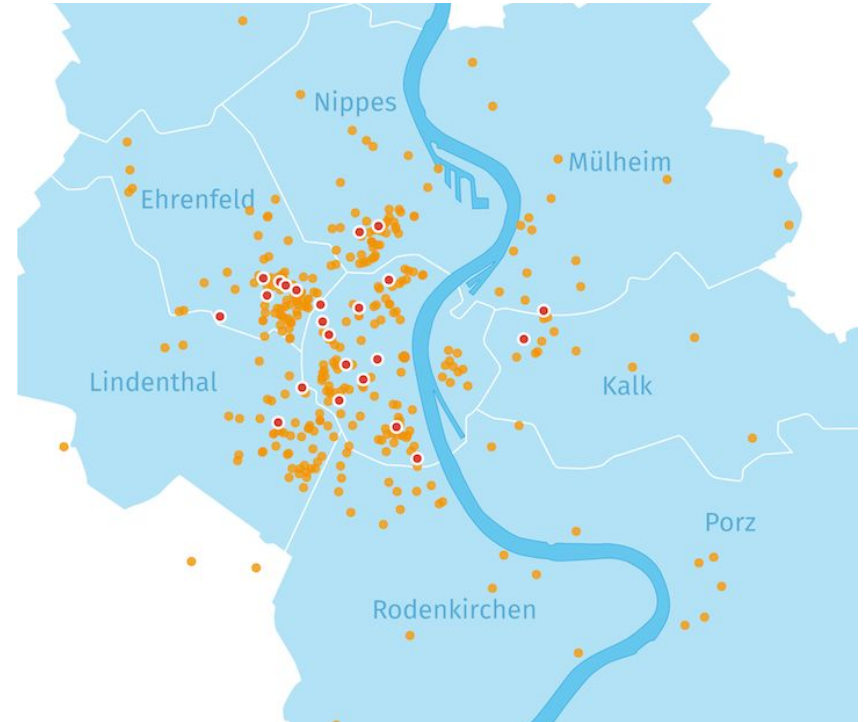 Nippes
Mülheim
Ehrenfeld
Lindenthal
Kalk
Porz
Rodenkirchen